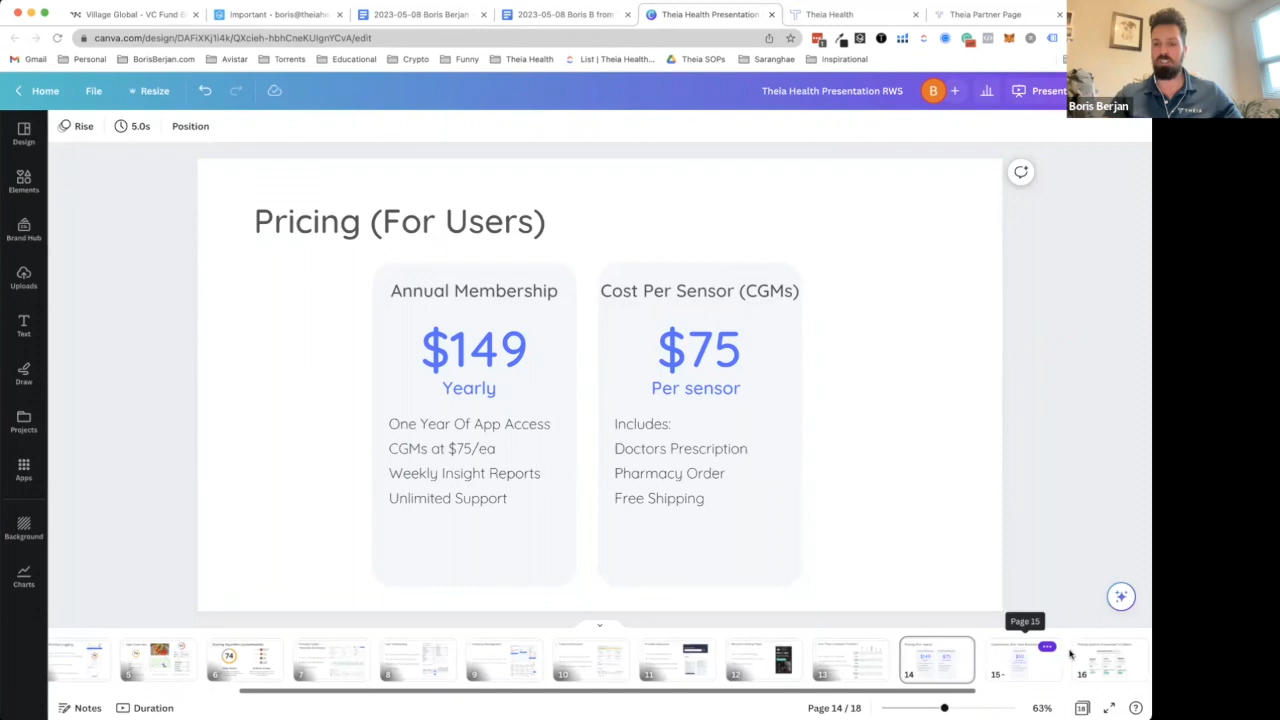 Village Global - VC Fund B
Important - boris@theiahe
2023-05-08 Boris Berjan
2023-05-08 Boris B from
Theia Health Presentation
Theia Health
Theia Partner Page
canva.com/design/DAFiXKj1i4k/QXcieh-hbhCneKUIgnYCvA/edit
Gmail
Personal
BorisBerjan.com
Avistar
Torrents
Educational
Crypto
Funny
Theia Health
List | Theia Health...
Theia SOPs
Saranghae
Inspirational
Home
File
Resize
Theia Health Presentation RWS
B
Present
THEIA
Boris Berjan
Rise
5.0s
Position
Design
Elements
Brand Hub
Uploads
Text
Draw
Projects
Apps
Background
Charts
Pricing (For Users)
Annual Membership
$149
Yearly
One Year Of App Access
CGMs at $75/ea
Weekly Insight Reports
Unlimited Support
Cost Per Sensor (CGMs)
$75
Per sensor
Includes:
Doctors Prescription
Pharmacy Order
Free Shipping
Page 15
5
6
74
7
8
9
10
11
12
13
14
15
16
Notes
Duration
Page 14 / 18
63%
18